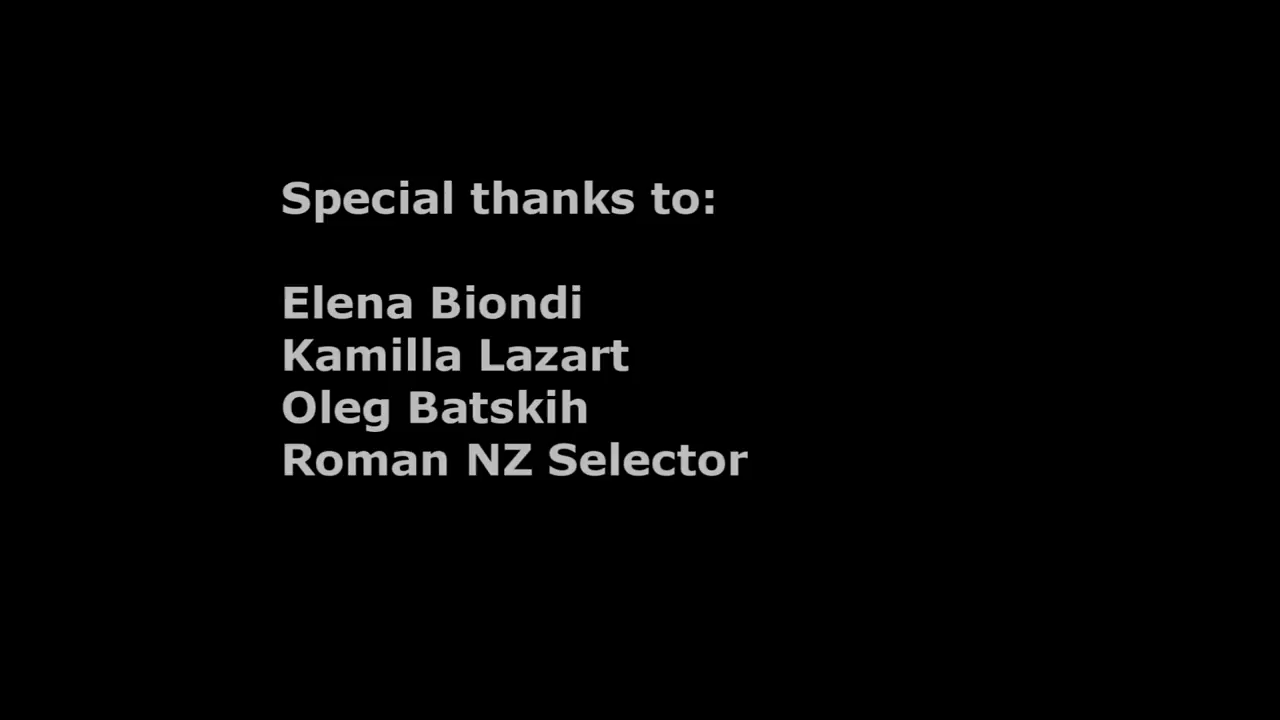 Special thanks to:
Elena Biondi
Kamilla Lazart
Oleg Batskih
Roman NZ Selector